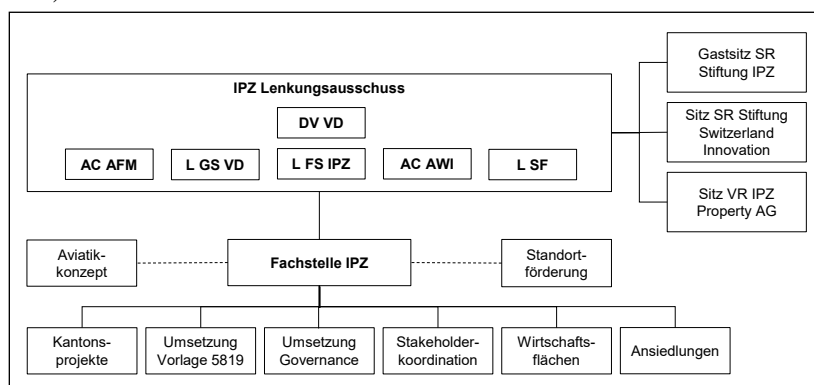 IPZ Lenkungsausschuss
DV VD
AC AFM
L GS VD
L FS IPZ
AC AWI
L SF
Gastsitz SR
Stiftung IPZ
Sitz SR Stiftung
Switzerland
Innovation
Sitz VR IPZ
Property AG
Aviatik-
konzept
Fachstelle IPZ
Standort-
förderung
Kantons-
projekte
Umsetzung
Vorlage 5819
Umsetzung
Governance
Stakeholder-
koordination
Wirtschafts-
flächen
Ansiedlungen